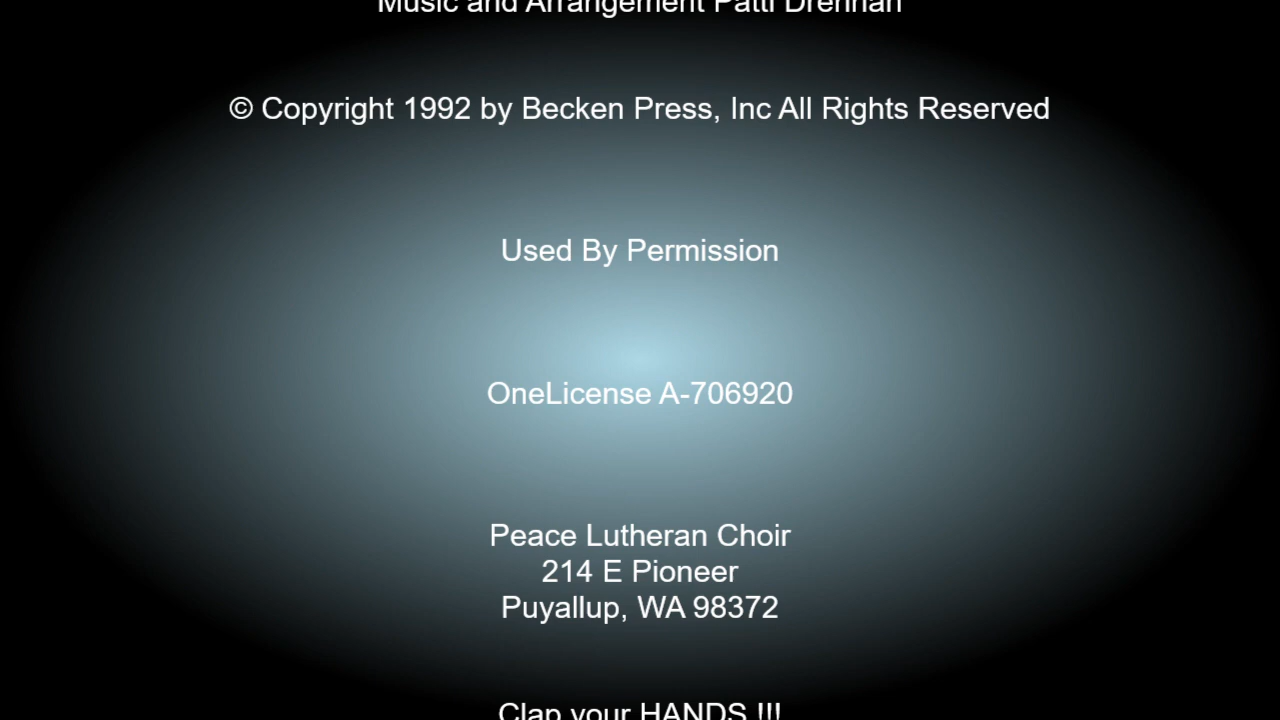 Music and Arrangement Patti Drennan
© Copyright 1992 by Becken Press, Inc All Rights Reserved
Used By Permission
OneLicense A-706920
Peace Lutheran Choir
214 E Pioneer
Puyallup, WA 98372
Clap your HANDS !!!